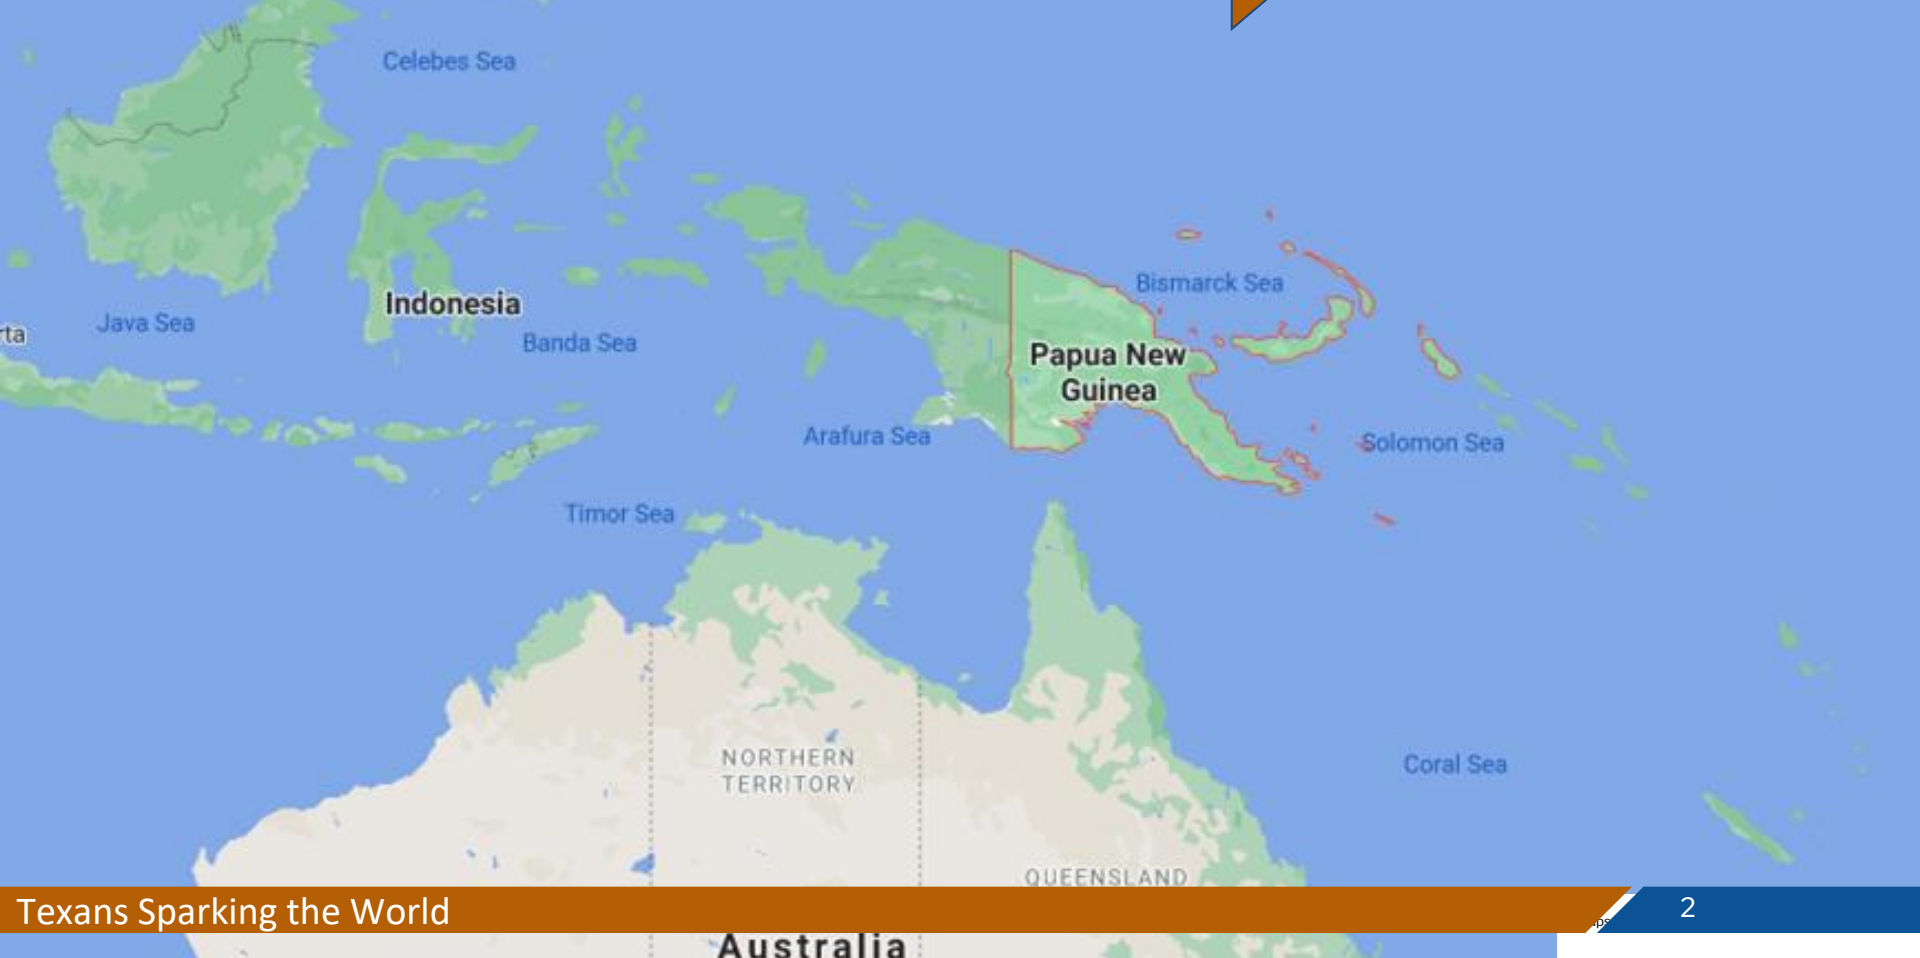 Celebes Sea
Bismarck Sea
Indonesia
Java Sea
rta
Banda Sea
Papua New
Guinea
Arafura Sea
Solomon Sea
Timor Sea
NORTHERN
TERRITORY
Coral Sea
QUEENSLAND
Texans Sparking the World
2
Australia